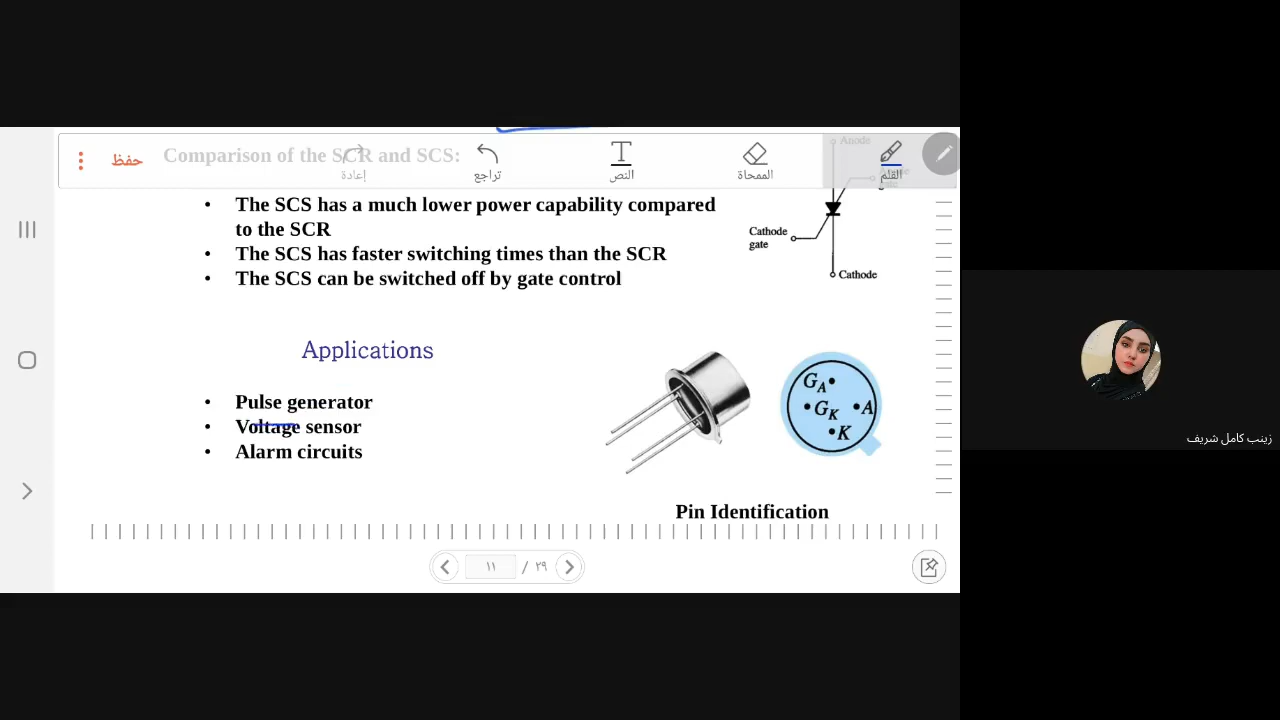 Comparison of the SCR and SCS:
حفظ
إعادة
تراجع
النص
الممحاة
القلم
Anode
The SCS has a much lower power capability compared
to the SCR
• The SCS has faster switching times than the SCR
• The SCS can be switched off by gate control
Cathode
gate
Cathode
Applications
• Pulse generator
• Voltage sensor
• Alarm circuits
GA
GK
A
K
Pin Identification
١١ / ٢٩
زينب كامل شريف